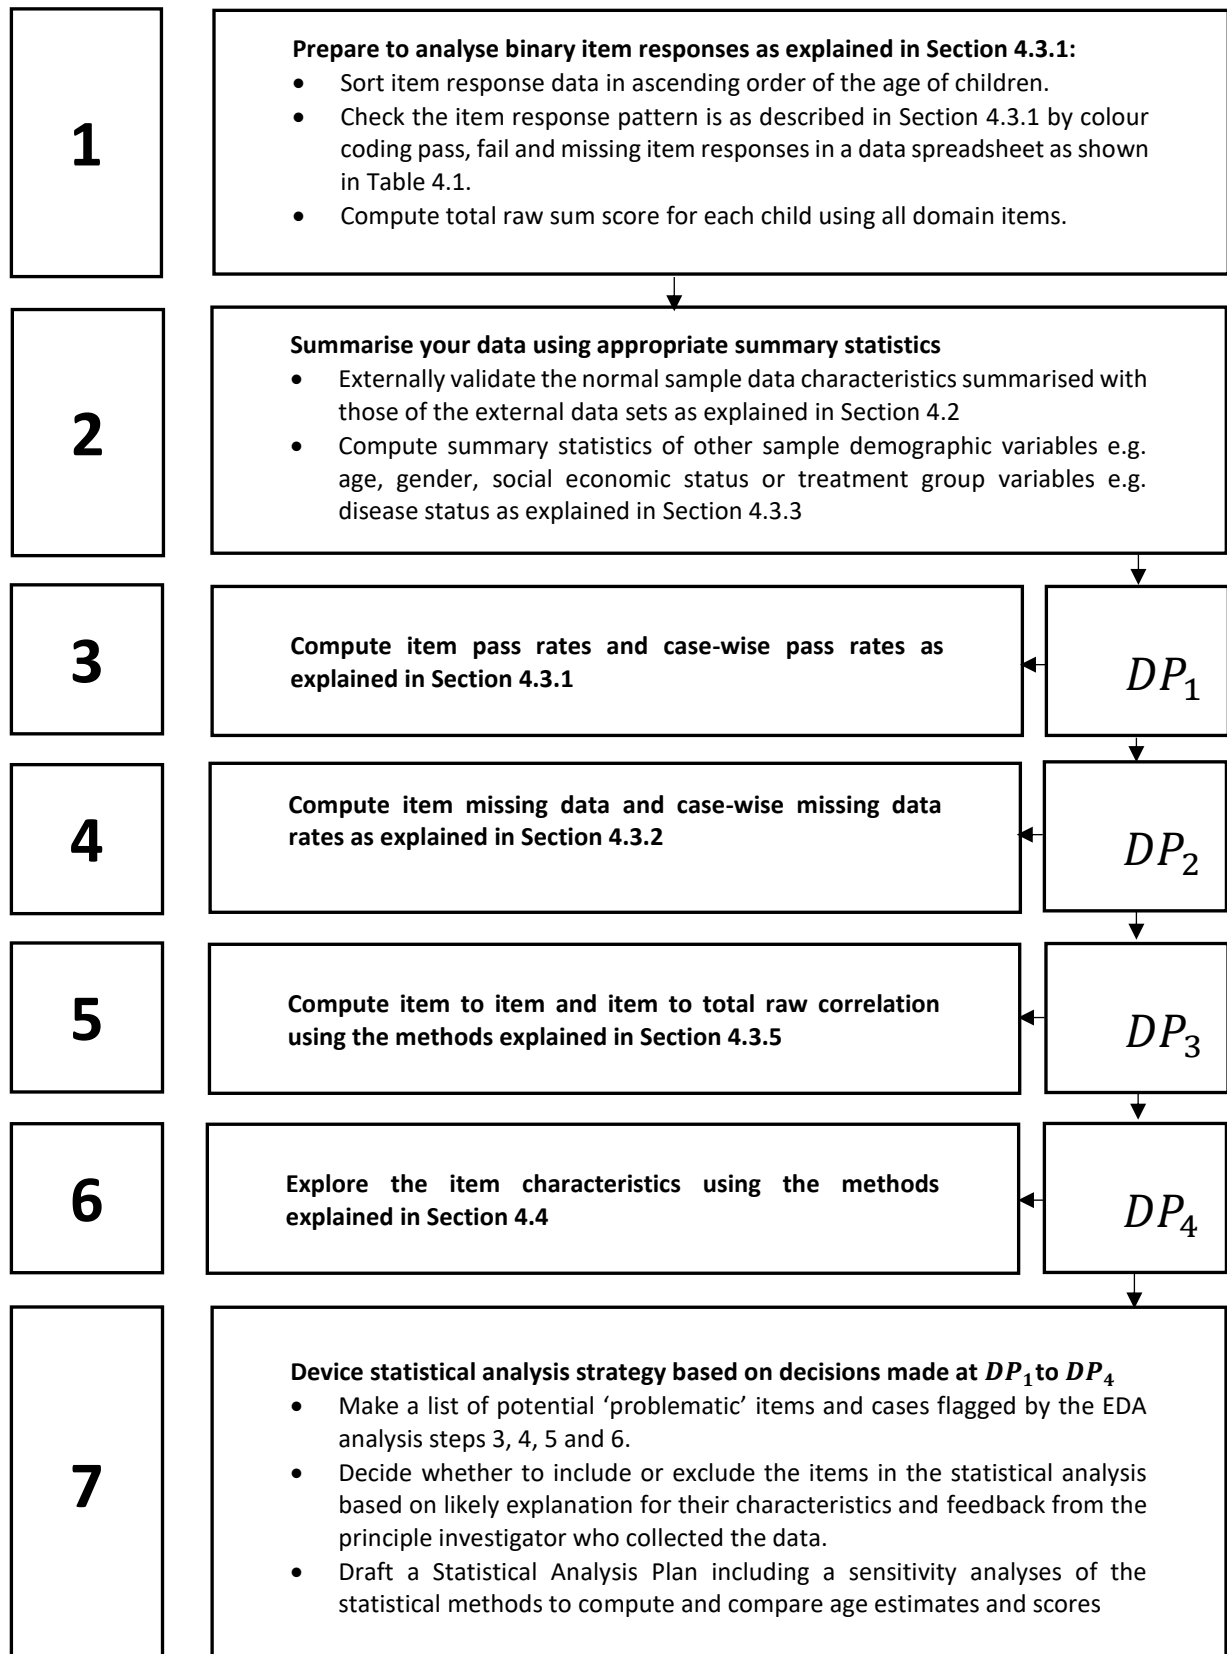 1
Prepare to analyse binary item responses as explained in Section 4.3.1:
• Sort item response data in ascending order of the age of children.
• Check the item response pattern is as described in Section 4.3.1 by colour
coding pass, fail and missing item responses in a data spreadsheet as shown
in Table 4.1.
• Compute total raw sum score for each child using all domain items.
2
Summarise your data using appropriate summary statistics
• Externally validate the normal sample data characteristics summarised with
those of the external data sets as explained in Section 4.2
• Compute summary statistics of other sample demographic variables e.g.
age, gender, social economic status or treatment group variables e.g.
disease status as explained in Section 4.3.3
3
Compute item pass rates and case-wise pass rates as
explained in Section 4.3.1
DP₁
4
Compute item missing data and case-wise missing data
rates as explained in Section 4.3.2
DP₂
5
Compute item to item and item to total raw correlation
using the methods explained in Section 4.3.5
DP₃
6
Explore the item characteristics using the methods
explained in Section 4.4
DP₄
7
Device statistical analysis strategy based on decisions made at DP₁to DP₄
• Make a list of potential ‘problematic’ items and cases flagged by the EDA
analysis steps 3, 4, 5 and 6.
• Decide whether to include or exclude the items in the statistical analysis
based on likely explanation for their characteristics and feedback from the
principle investigator who collected the data.
• Draft a Statistical Analysis Plan including a sensitivity analyses of the
statistical methods to compute and compare age estimates and scores